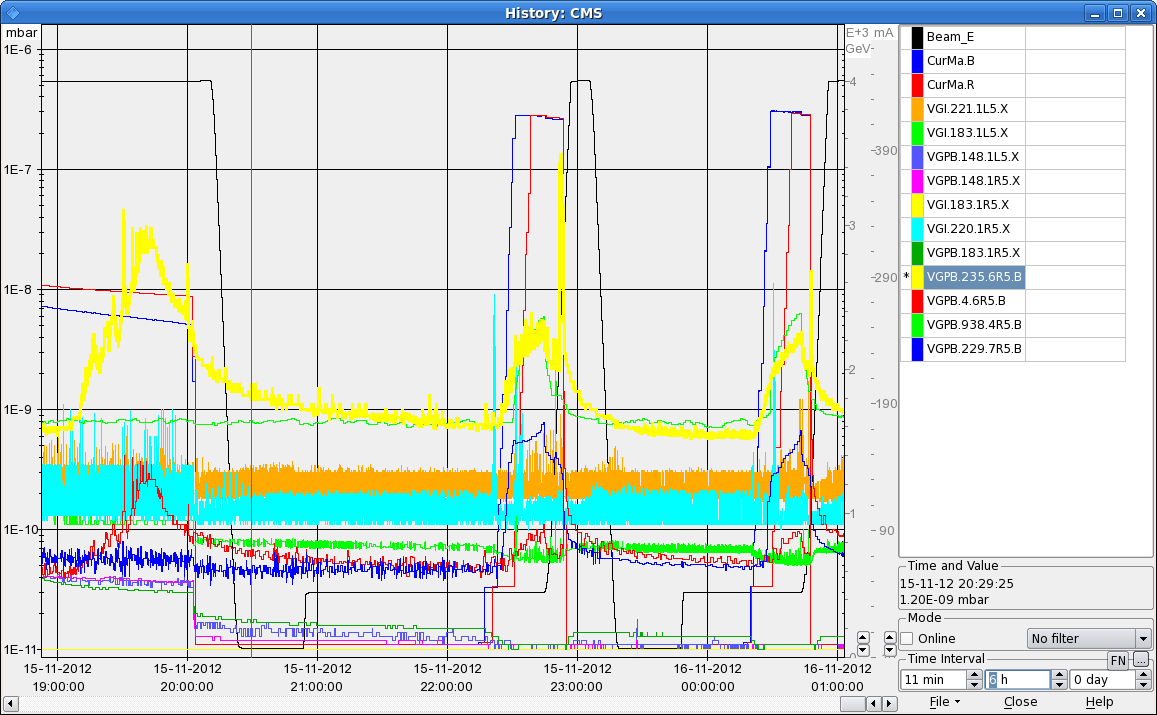 History: CMS
mbar
E+3 mA
GeV
1E-6
1E-7
1E-8
1E-9
1E-10
1E-11
4
390
3
290
2
190
1
90
0
15-11-2012 15-11-2012 15-11-2012 15-11-2012 15-11-2012 16-11-2012 16-11-2012
19:00:00 20:00:00 21:00:00 22:00:00 23:00:00 00:00:00 01:00:00
Beam_E
CurMa.B
CurMa.R
VGI.221.1L5.X
VGI.183.1L5.X
VGPB.148.1L5.X
VGPB.148.1R5.X
VGI.183.1R5.X
VGI.220.1R5.X
VGPB.183.1R5.X
* VGPB.235.6R5.B
VGPB.4.6R5.B
VGPB.938.4R5.B
VGPB.229.7R5.B
Time and Value
15-11-12 20:29:25
1.20E-09 mbar
Mode
Online No filter
Time Interval FN ...
11 min 6 h 0 day
File Close Help